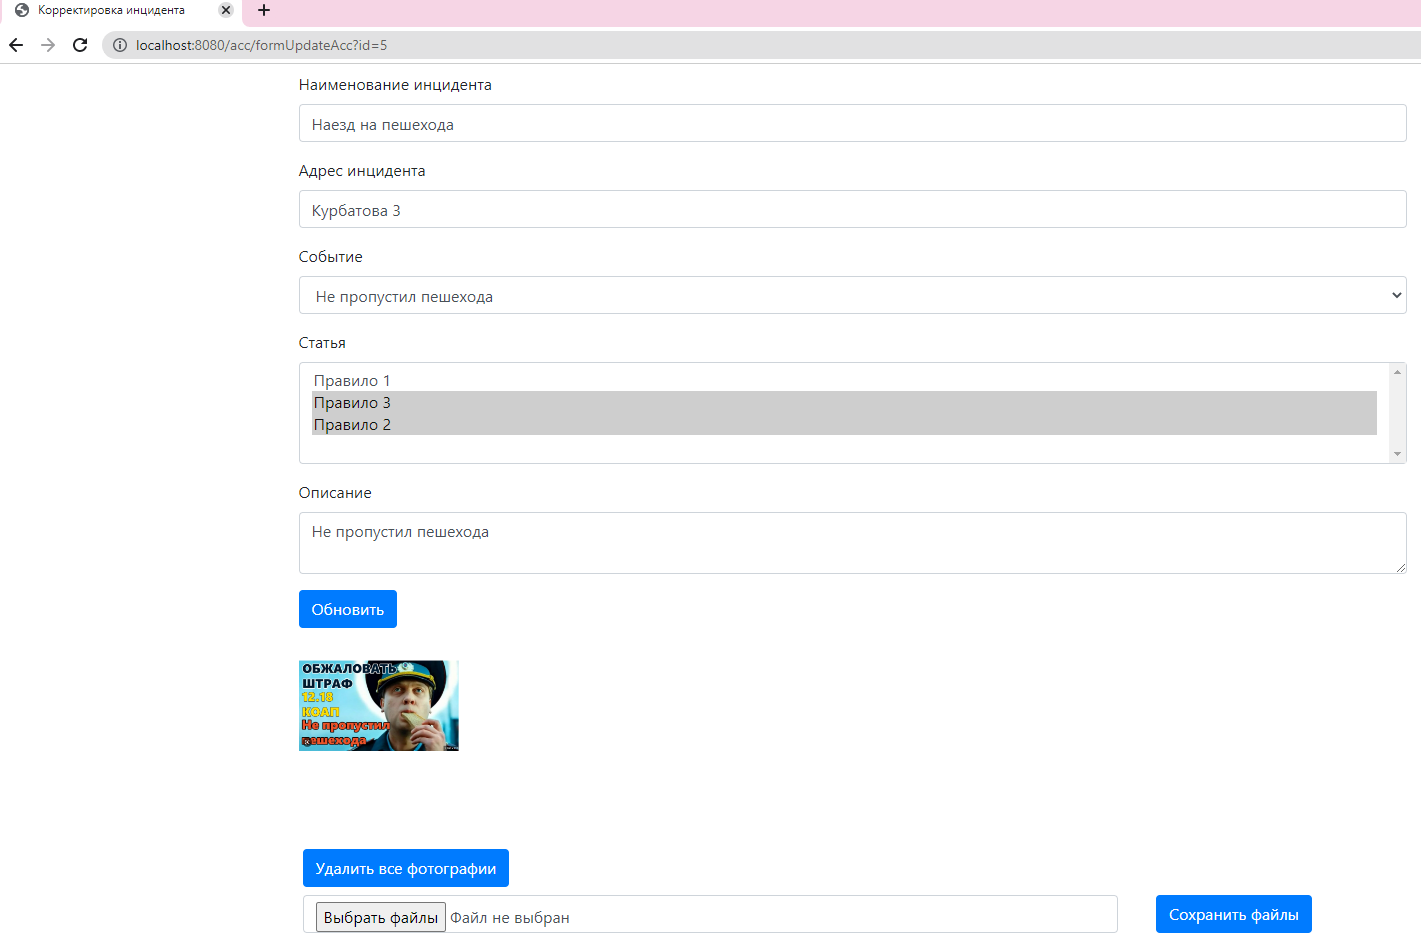 Корректировка инцидента
localhost:8080/acc/formUpdateAcc?id=5
Наименование инцидента
Наезд на пешехода
Адрес инцидента
Курбатова 3
Событие
Не пропустил пешехода
Статья
Правило 1
Правило 3
Правило 2
Описание
Не пропустил пешехода
Обновить
ОБЖАЛОВАТЬ
ШТРАФ
12.18
КОАП
Не пропустил
пешехода
Удалить все фотографии
Выбрать файлы Файл не выбран
Сохранить файлы